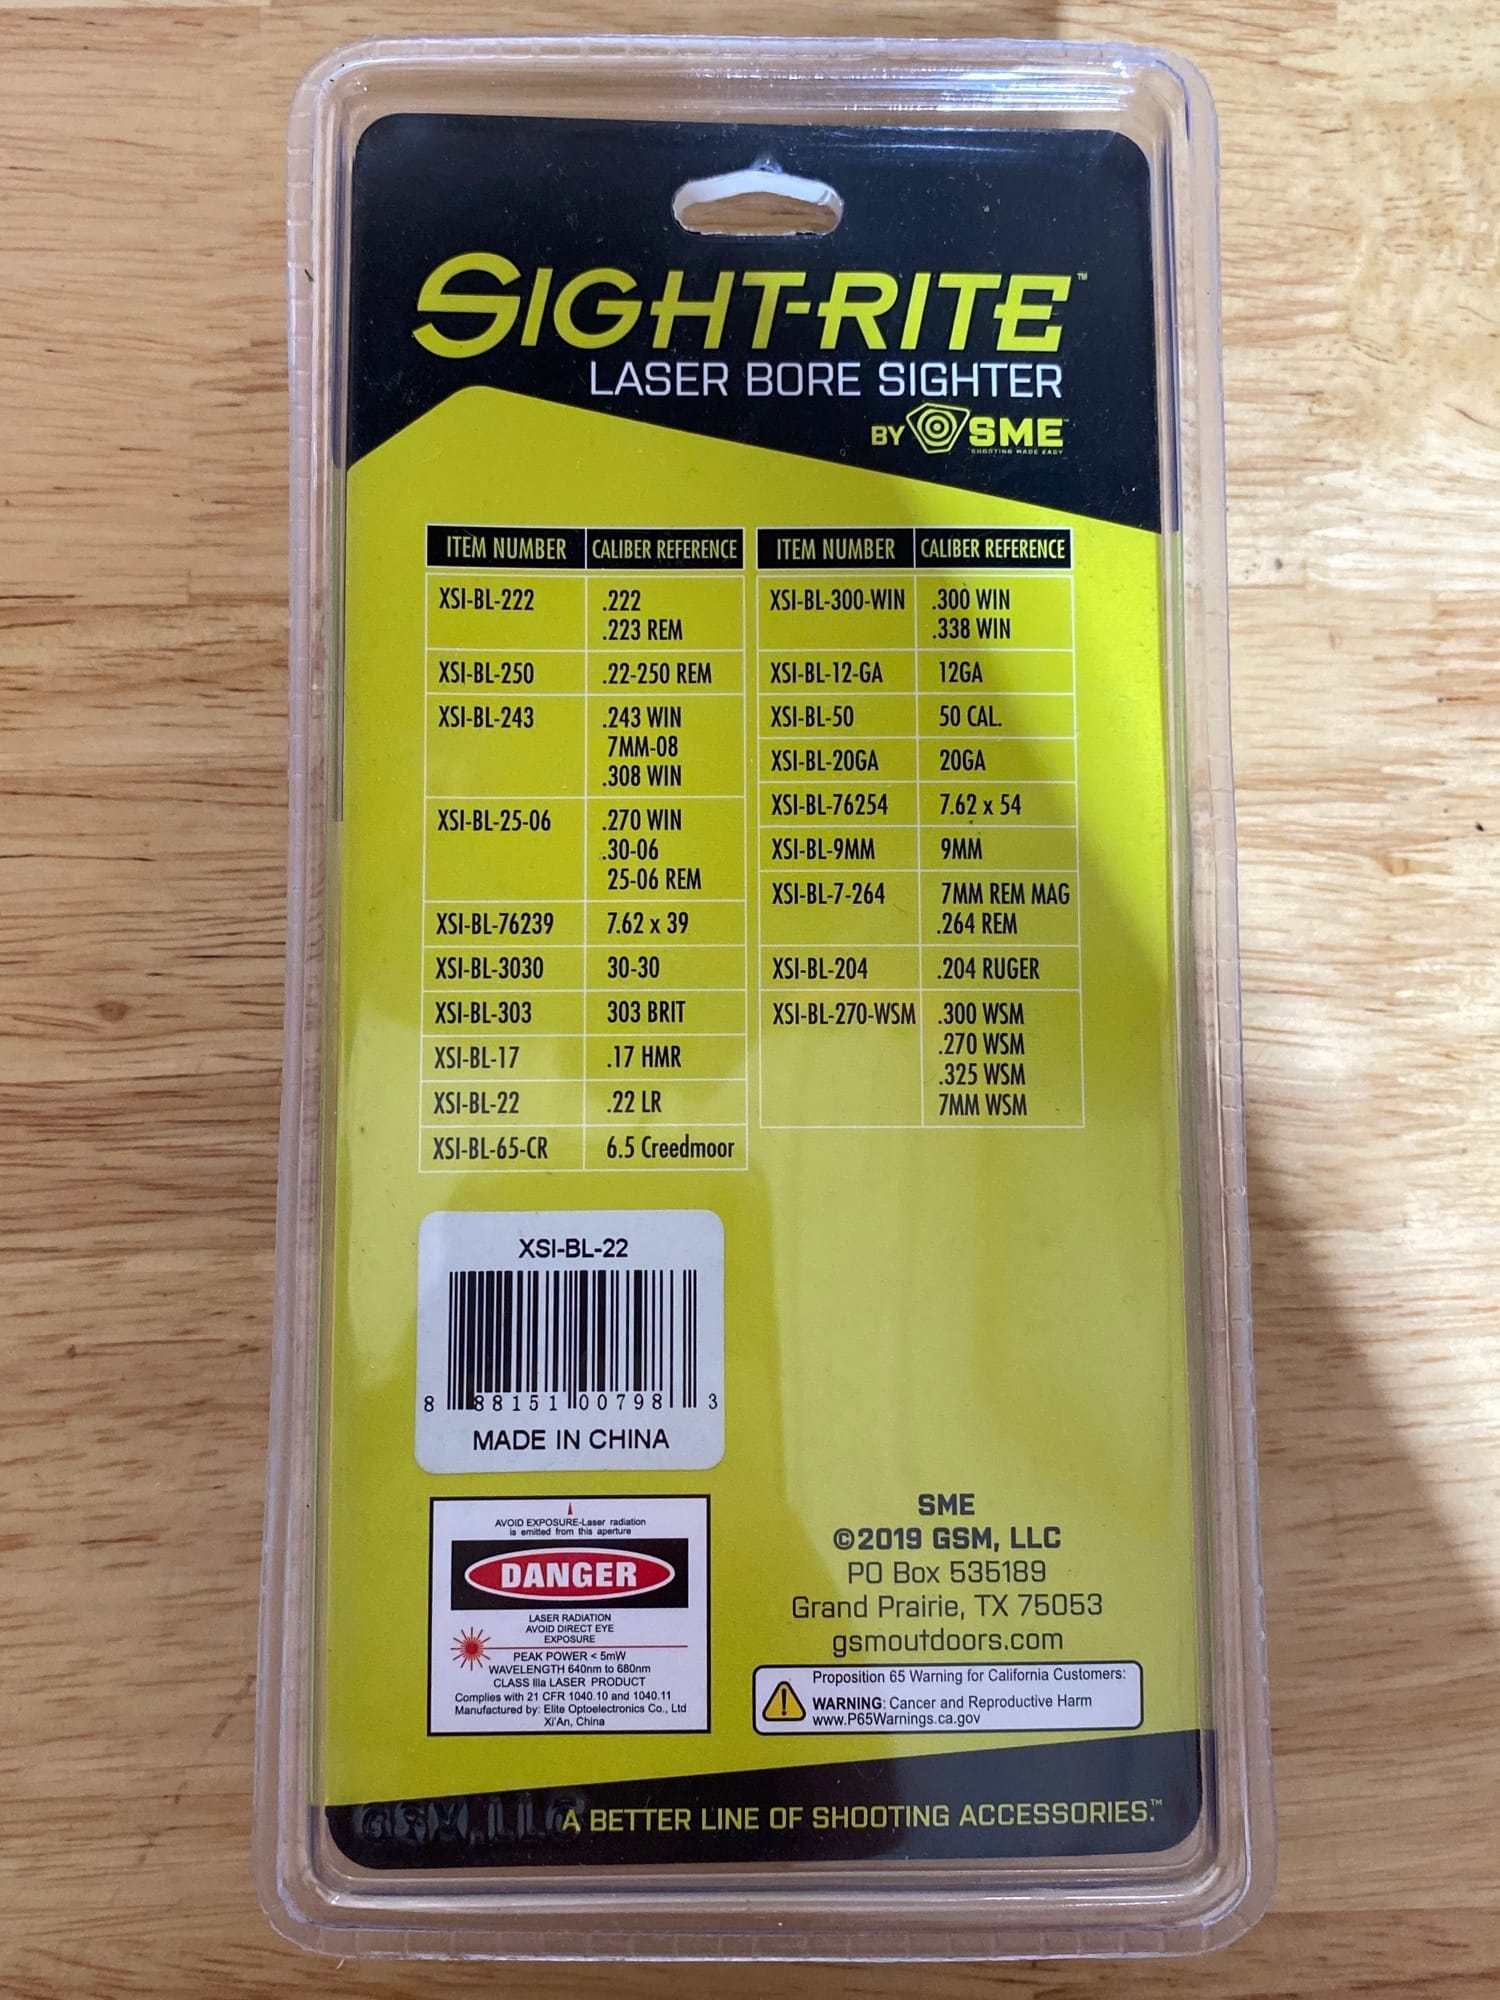 SIGHT-RITE™
LASER BORE SIGHTER
BY SME™
SHOOTING MADE EASY
ITEM NUMBER CALIBER REFERENCE
XSI-BL-222 .222
.223 REM
XSI-BL-250 .22-250 REM
XSI-BL-243 .243 WIN
7MM-08
.308 WIN
XSI-BL-25-06 .270 WIN
.30-06
25-06 REM
XSI-BL-76239 7.62 x 39
XSI-BL-3030 30-30
XSI-BL-303 303 BRIT
XSI-BL-17 .17 HMR
XSI-BL-22 .22 LR
XSI-BL-65-CR 6.5 Creedmoor
ITEM NUMBER CALIBER REFERENCE
XSI-BL-300-WIN .300 WIN
.338 WIN
XSI-BL-12-GA 12GA
XSI-BL-50 50 CAL.
XSI-BL-20GA 20GA
XSI-BL-76254 7.62 x 54
XSI-BL-9MM 9MM
XSI-BL-7-264 7MM REM MAG
.264 REM
XSI-BL-204 .204 RUGER
XSI-BL-270-WSM .300 WSM
.270 WSM
.325 WSM
7MM WSM
XSI-BL-22
8 88151 00798 3
MADE IN CHINA
AVOID EXPOSURE-Laser radiation
is emitted from this aperture
DANGER
LASER RADIATION
AVOID DIRECT EYE
EXPOSURE
PEAK POWER < 5mW
WAVELENGTH 640nm to 680nm
CLASS IIIa LASER PRODUCT
Complies with 21 CFR 1040.10 and 1040.11
Manufactured by: Elite Optoelectronics Co., Ltd
Xi'An, China
SME
©2019 GSM, LLC
PO Box 535189
Grand Prairie, TX 75053
gsmoutdoors.com
Proposition 65 Warning for California Customers:
WARNING: Cancer and Reproductive Harm
www.P65Warnings.ca.gov
GSM, LLC
A BETTER LINE OF SHOOTING ACCESSORIES.™